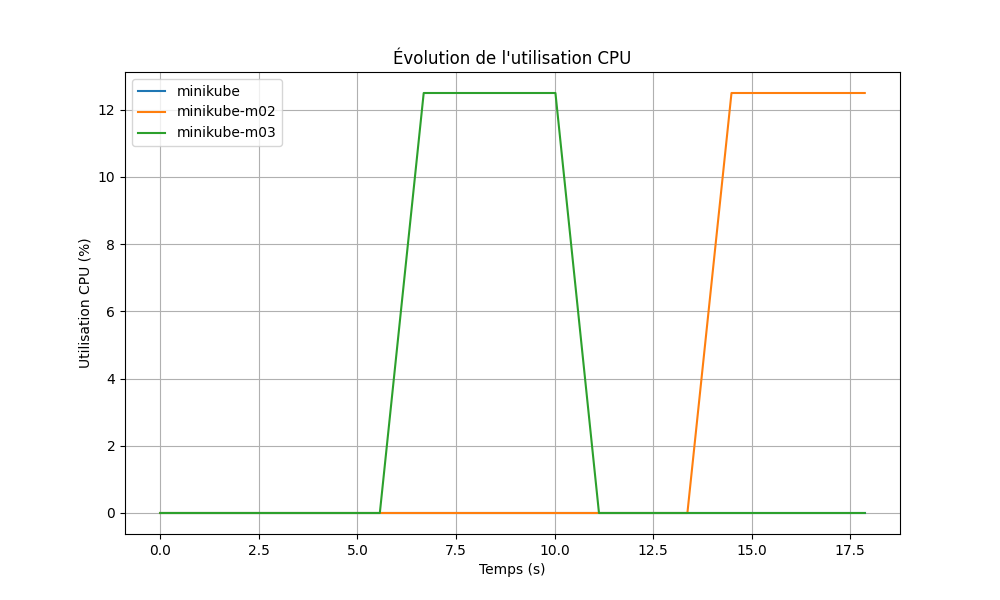 Évolution de l'utilisation CPU
minikube
minikube-m02
minikube-m03
Utilisation CPU (%)
12
10
8
6
4
2
0
0.0 2.5 5.0 7.5 10.0 12.5 15.0 17.5
Temps (s)